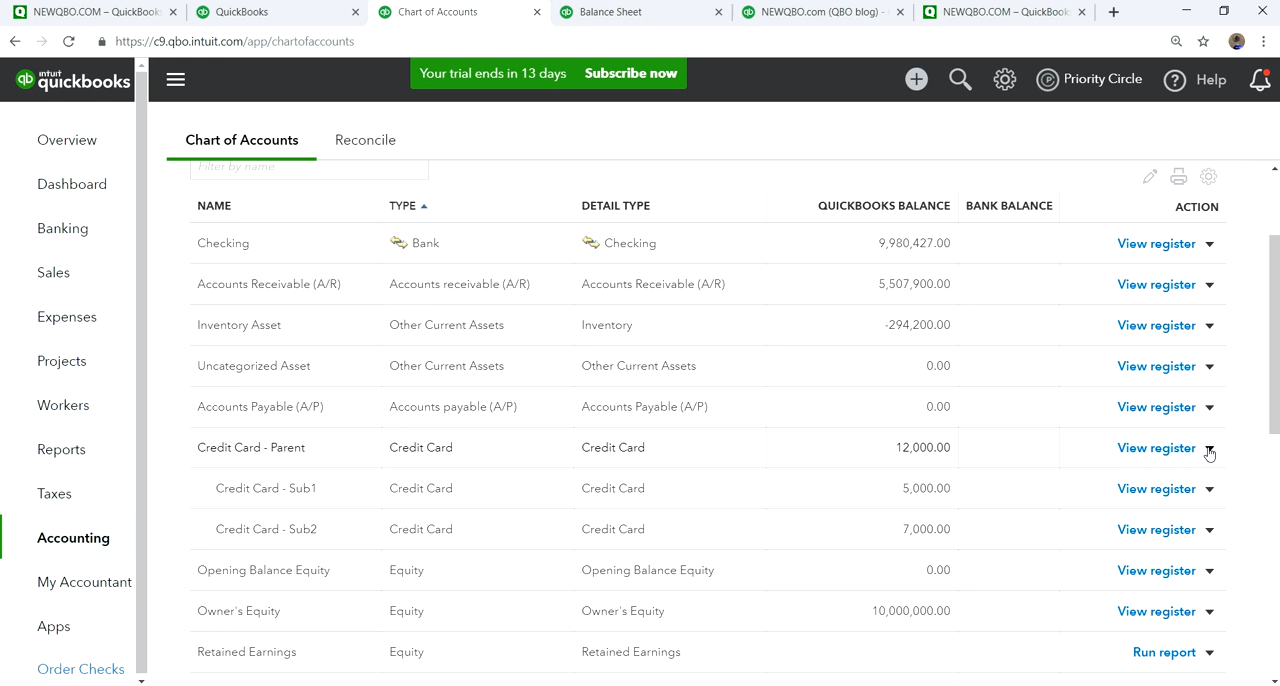 NEWQBO.COM – QuickBooks
QuickBooks
Chart of Accounts
Balance Sheet
NEWQBO.com (QBO blog) -
NEWQBO.COM – QuickBook
https://c9.qbo.intuit.com/app/chartofaccounts
intuit
quickbooks
Your trial ends in 13 days Subscribe now
Priority Circle
Help
Overview
Dashboard
Banking
Sales
Expenses
Projects
Workers
Reports
Taxes
Accounting
My Accountant
Apps
Order Checks
Chart of Accounts Reconcile
Filter by name
NAME TYPE DETAIL TYPE QUICKBOOKS BALANCE BANK BALANCE ACTION
Checking Bank Checking 9,980,427.00 View register
Accounts Receivable (A/R) Accounts receivable (A/R) Accounts Receivable (A/R) 5,507,900.00 View register
Inventory Asset Other Current Assets Inventory -294,200.00 View register
Uncategorized Asset Other Current Assets Other Current Assets 0.00 View register
Accounts Payable (A/P) Accounts payable (A/P) Accounts Payable (A/P) 0.00 View register
Credit Card - Parent Credit Card Credit Card 12,000.00 View register
Credit Card - Sub1 Credit Card Credit Card 5,000.00 View register
Credit Card - Sub2 Credit Card Credit Card 7,000.00 View register
Opening Balance Equity Equity Opening Balance Equity 0.00 View register
Owner's Equity Equity Owner's Equity 10,000,000.00 View register
Retained Earnings Equity Retained Earnings Run report